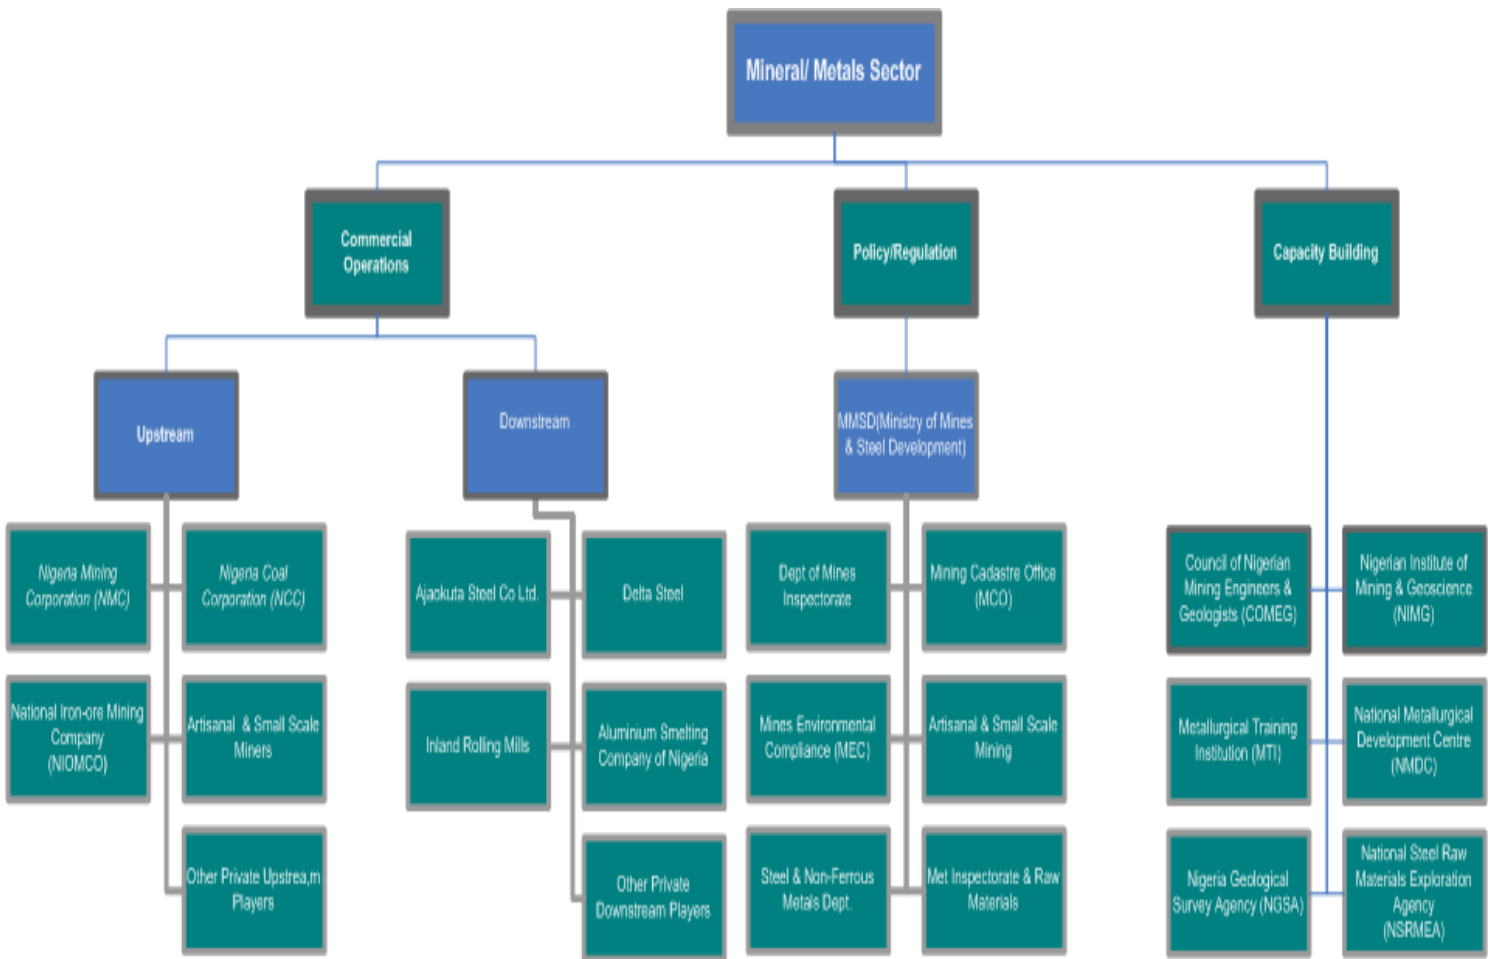 Mineral/ Metals Sector
Commercial
Operations
Policy/Regulation
Capacity Building
Upstream
Downstream
MMSD(Ministry of Mines
& Steel Development)
Nigeria Mining
Corporation (NMC)
Nigeria Coal
Corporation (NCC)
National Iron-ore Mining
Company
(NIOMCO)
Artisanal & Small Scale
Miners
Other Private Upstrea,m
Players
Ajaokuta Steel Co Ltd.
Delta Steel
Inland Rolling Mills
Aluminium Smelting
Company of Nigeria
Other Private
Downstream Players
Dept of Mines
Inspectorate
Mining Cadastre Office
(MCO)
Mines Environmental
Compliance (MEC)
Artisanal & Small Scale
Mining
Steel & Non-Ferrous
Metals Dept.
Met Inspectorate & Raw
Materials
Council of Nigerian
Mining Engineers &
Geologists (COMEG)
Nigerian Institute of
Mining & Geoscience
(NIMG)
Metallurgical Training
Institution (MTI)
National Metallurgical
Development Centre
(NMDC)
Nigeria Geological
Survey Agency (NGSA)
National Steel Raw
Materials Exploration
Agency
(NSRMEA)